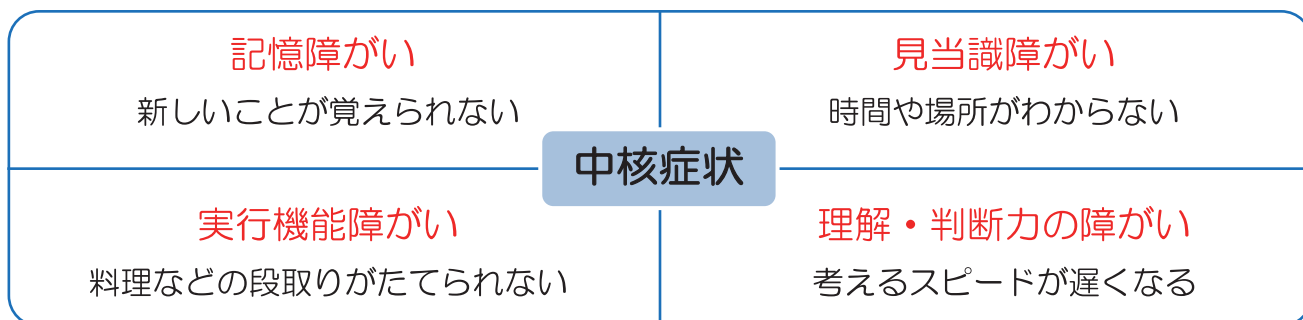 記憶障がい
新しいことが覚えられない
見当識障がい
時間や場所がわからない
中核症状
実行機能障がい
料理などの段取りがたてられない
理解・判断力の障がい
考えるスピードが遅くなる